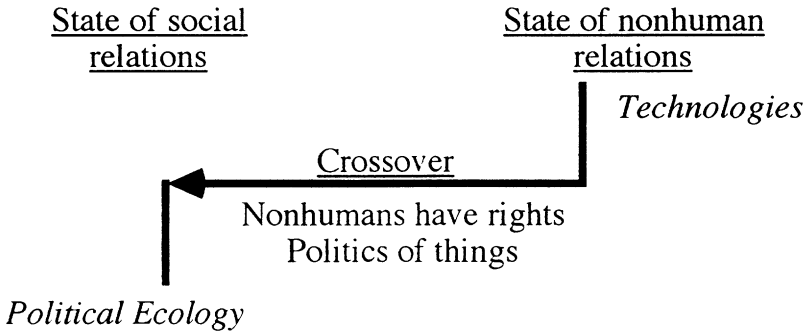 State of social
relations
State of nonhuman
relations
Technologies
Crossover
Nonhumans have rights
Politics of things
Political Ecology